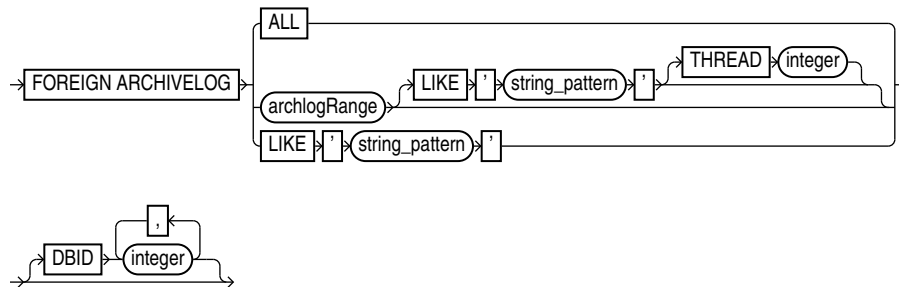 ALL
THREAD integer
LIKE ' string_pattern '
FOREIGN ARCHIVELOG
archlogRange
LIKE ' string_pattern '
,
DBID integer